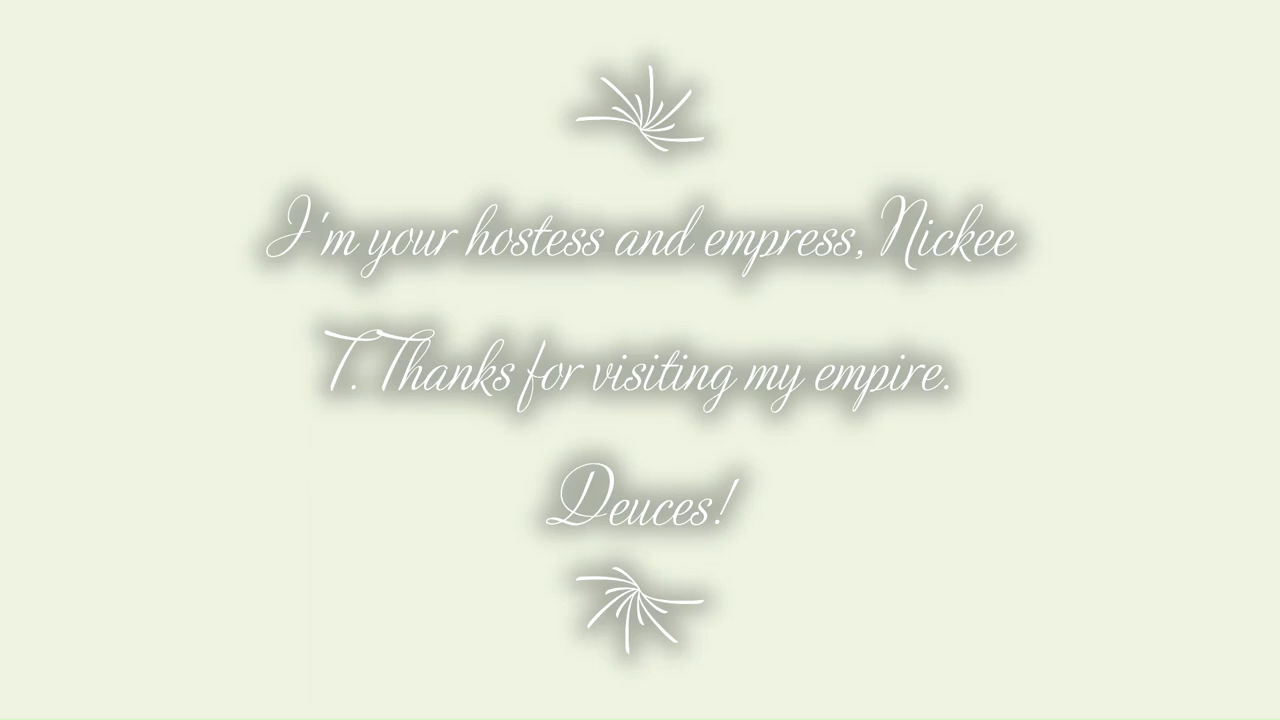 I'm your hostess and empress, Nickee
T. Thanks for visiting my empire.
Deuces!